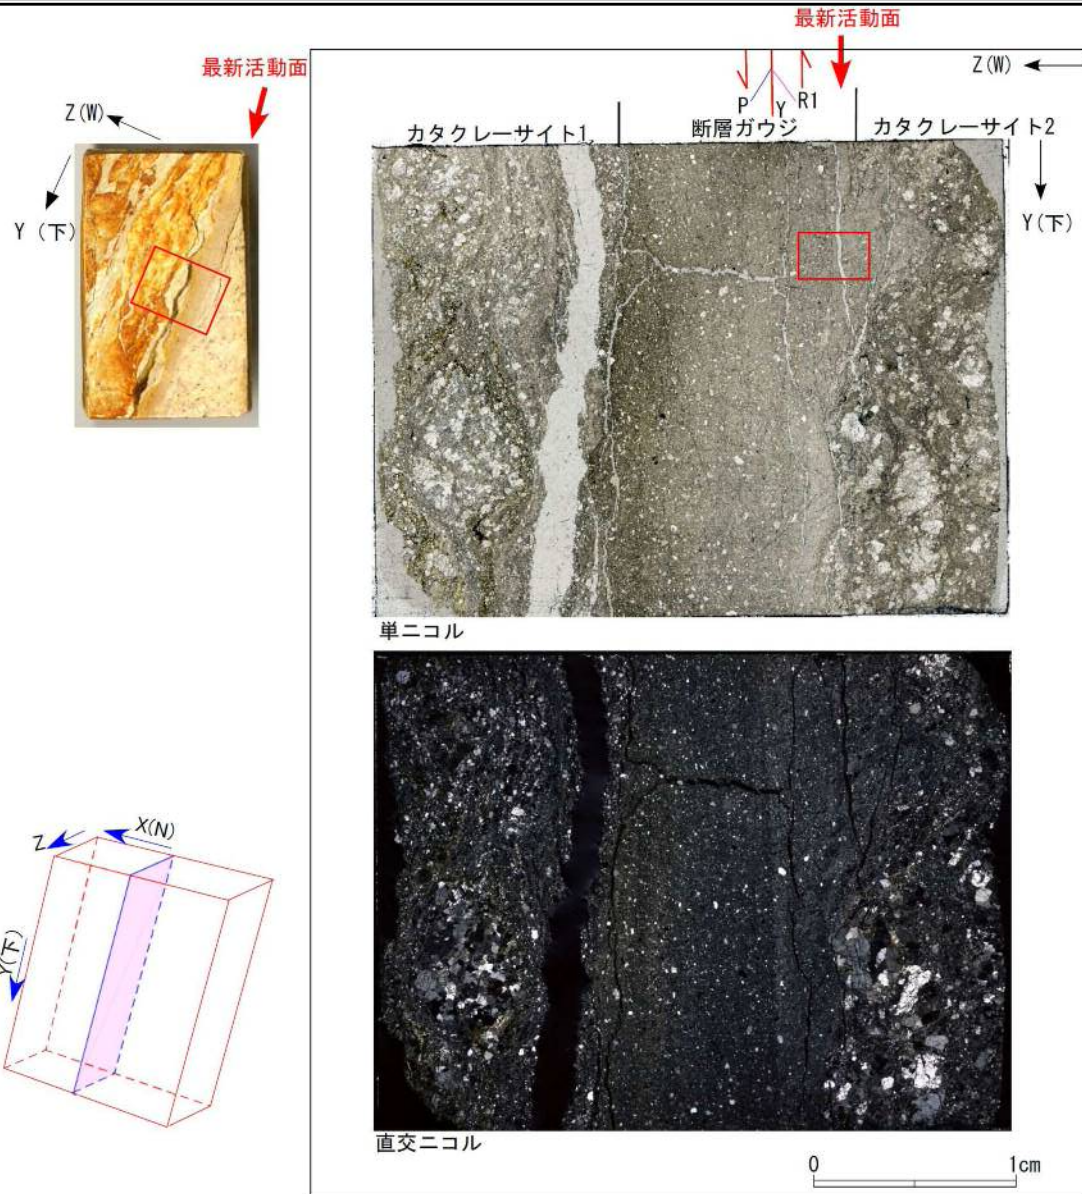 最新活動面
最新活動面
Z(W)
Z(W)
P
Y
R1
カタクレーサイト1
断層ガウジ
カタクレーサイト2
Y(下)
Y(下)
単ニコル
X(N)
Z
Y(下)
直交ニコル
0
1cm